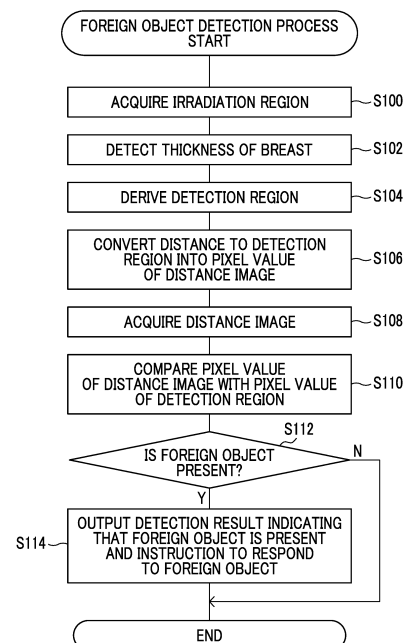 FOREIGN OBJECT DETECTION PROCESS
START
ACQUIRE IRRADIATION REGION
S100
DETECT THICKNESS OF BREAST
S102
DERIVE DETECTION REGION
S104
CONVERT DISTANCE TO DETECTION
REGION INTO PIXEL VALUE
OF DISTANCE IMAGE
S106
ACQUIRE DISTANCE IMAGE
S108
COMPARE PIXEL VALUE
OF DISTANCE IMAGE WITH PIXEL VALUE
OF DETECTION REGION
S110
S112
IS FOREIGN OBJECT
PRESENT?
N
Y
OUTPUT DETECTION RESULT INDICATING
THAT FOREIGN OBJECT IS PRESENT
AND INSTRUCTION TO RESPOND
TO FOREIGN OBJECT
S114
END